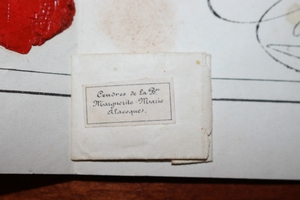 Cendres de la Bse
Marguerite-Marie
Alacoque.